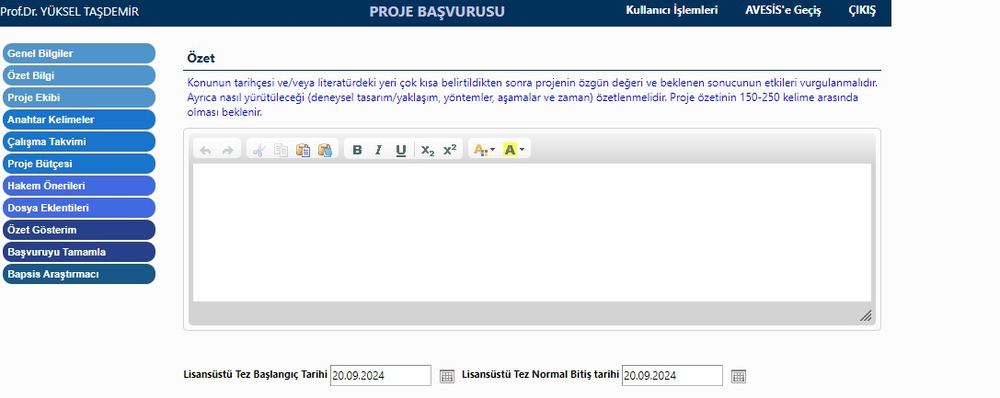 Prof.Dr. YÜKSEL TAŞDEMİR
PROJE BAŞVURUSU
Kullanıcı İşlemleri
AVESİS'e Geçiş
ÇIKIŞ
Genel Bilgiler
Özet Bilgi
Proje Ekibi
Anahtar Kelimeler
Çalışma Takvimi
Proje Bütçesi
Hakem Önerileri
Dosya Eklentileri
Özet Gösterim
Başvuruyu Tamamla
Bapsis Araştırmacı
Özet
Konunun tarihçesi ve/veya literatürdeki yeri çok kısa belirtildikten sonra projenin özgün değeri ve beklenen sonucunun etkileri vurgulanmalıdır.
Ayrıca nasıl yürütüleceği (deneysel tasarım/yaklaşım, yöntemler, aşamalar ve zaman) özetlenmelidir. Proje özetinin 150-250 kelime arasında
olması beklenir.
B I U X₂ X² A A
Lisansüstü Tez Başlangıç Tarihi 20.09.2024 Lisansüstü Tez Normal Bitiş tarihi 20.09.2024